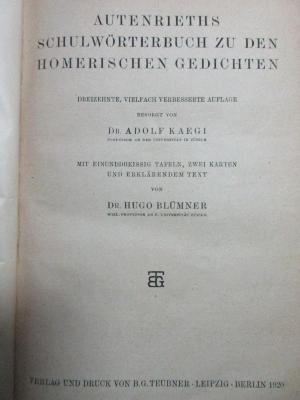 AUTENRIETHS
SCHULWÖRTERBUCH ZU DEN
HOMERISCHEN GEDICHTEN
DREIZEHNTE, VIELFACH VERBESSERTE AUFLAGE
BESORGT VON
DR. ADOLF KAEGI
PROFESSOR AN DER UNIVERSITÄT IN ZÜRICH
MIT EINUNDDREISSIG TAFELN, ZWEI KARTEN
UND ERKLÄRENDEM TEXT
VON
DR. HUGO BLÜMNER
WEIL. PROFESSOR AN D. UNIVERSITÄT ZÜRICH
BTG
VERLAG UND DRUCK VON B. G. TEUBNER · LEIPZIG · BERLIN 1920